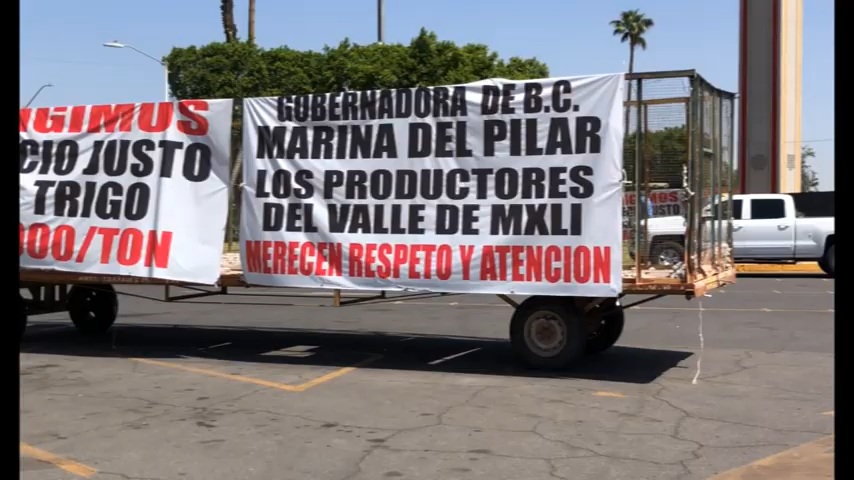 IGIMUS
CIO JUSTO
TRIGO
000/TON
GOBERNADORA DE B.C.
MARINA DEL PILAR
LOS PRODUCTORES
DEL VALLE DE MXLI
MERECEN RESPETO Y ATENCION